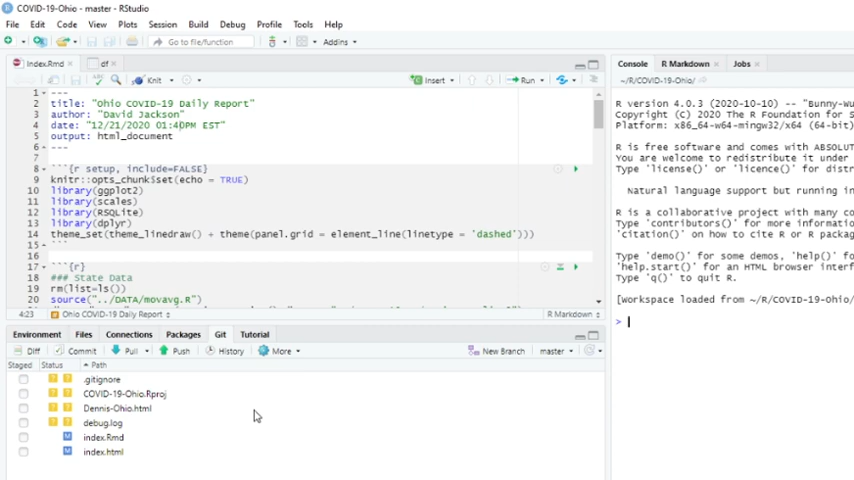 COVID-19-Ohio - master - RStudio
File Edit Code View Plots Session Build Debug Profile Tools Help
Go to file/function Addins
Index.Rmd df
Knit Insert Run
1 ---
2 title: "Ohio COVID-19 Daily Report"
3 author: "David Jackson"
4 date: "12/21/2020 01:40PM EST"
5 output: html_document
6 ---
7
8 ```{r setup, include=FALSE}
9 knitr::opts_chunk$set(echo = TRUE)
10 library(ggplot2)
11 library(scales)
12 library(RSQLite)
13 library(dplyr)
14 theme_set(theme_linedraw() + theme(panel.grid = element_line(linetype = 'dashed')))
15 ```
16
17 ```{r}
18 ### State Data
19 rm(list=ls())
20 source("../DATA/movavg.R")
4:23 Ohio COVID-19 Daily Report R Markdown
Environment Files Connections Packages Git Tutorial
Diff Commit Pull Push History More New Branch master
Staged Status Path
? ? .gitignore
? ? COVID-19-Ohio.Rproj
? ? Dennis-Ohio.html
? ? debug.log
M index.Rmd
M index.html
Console R Markdown Jobs
~/R/COVID-19-Ohio/
R version 4.0.3 (2020-10-10) -- "Bunny-Wu
Copyright (C) 2020 The R Foundation for S
Platform: x86_64-w64-mingw32/x64 (64-bit)
R is free software and comes with ABSOLUT
You are welcome to redistribute it under
Type 'license()' or 'licence()' for dist
Natural language support but running in
R is a collaborative project with many co
Type 'contributors()' for more informatio
'citation()' on how to cite R or R packag
Type 'demo()' for some demos, 'help()' fo
'help.start()' for an HTML browser interf
Type 'q()' to quit R.
[Workspace loaded from ~/R/COVID-19-Ohio/
>